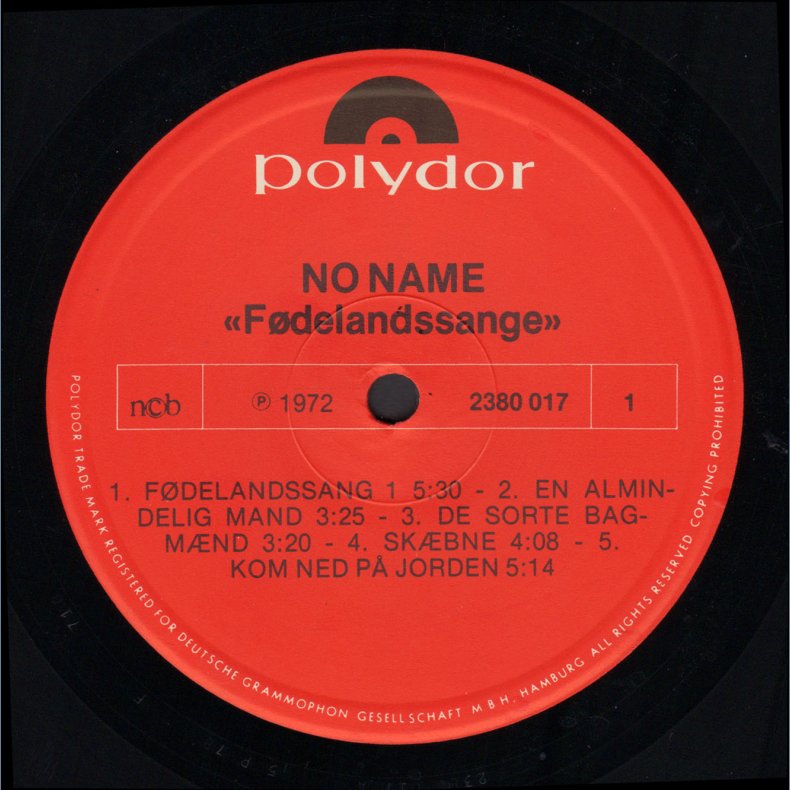 polydor
NO NAME
«Fødelandssange»
ncb
℗ 1972
2380 017
1
1. FØDELANDSSANG 1 5:30 - 2. EN ALMIN-
DELIG MAND 3:25 - 3. DE SORTE BAG-
MÆND 3:20 - 4. SKÆBNE 4:08 - 5.
KOM NED PÅ JORDEN 5:14
POLYDOR TRADE MARK REGISTERED FOR DEUTSCHE GRAMMOPHON GESELLSCHAFT M B H. HAMBURG ALL RIGHTS RESERVED COPYING PROHIBITED